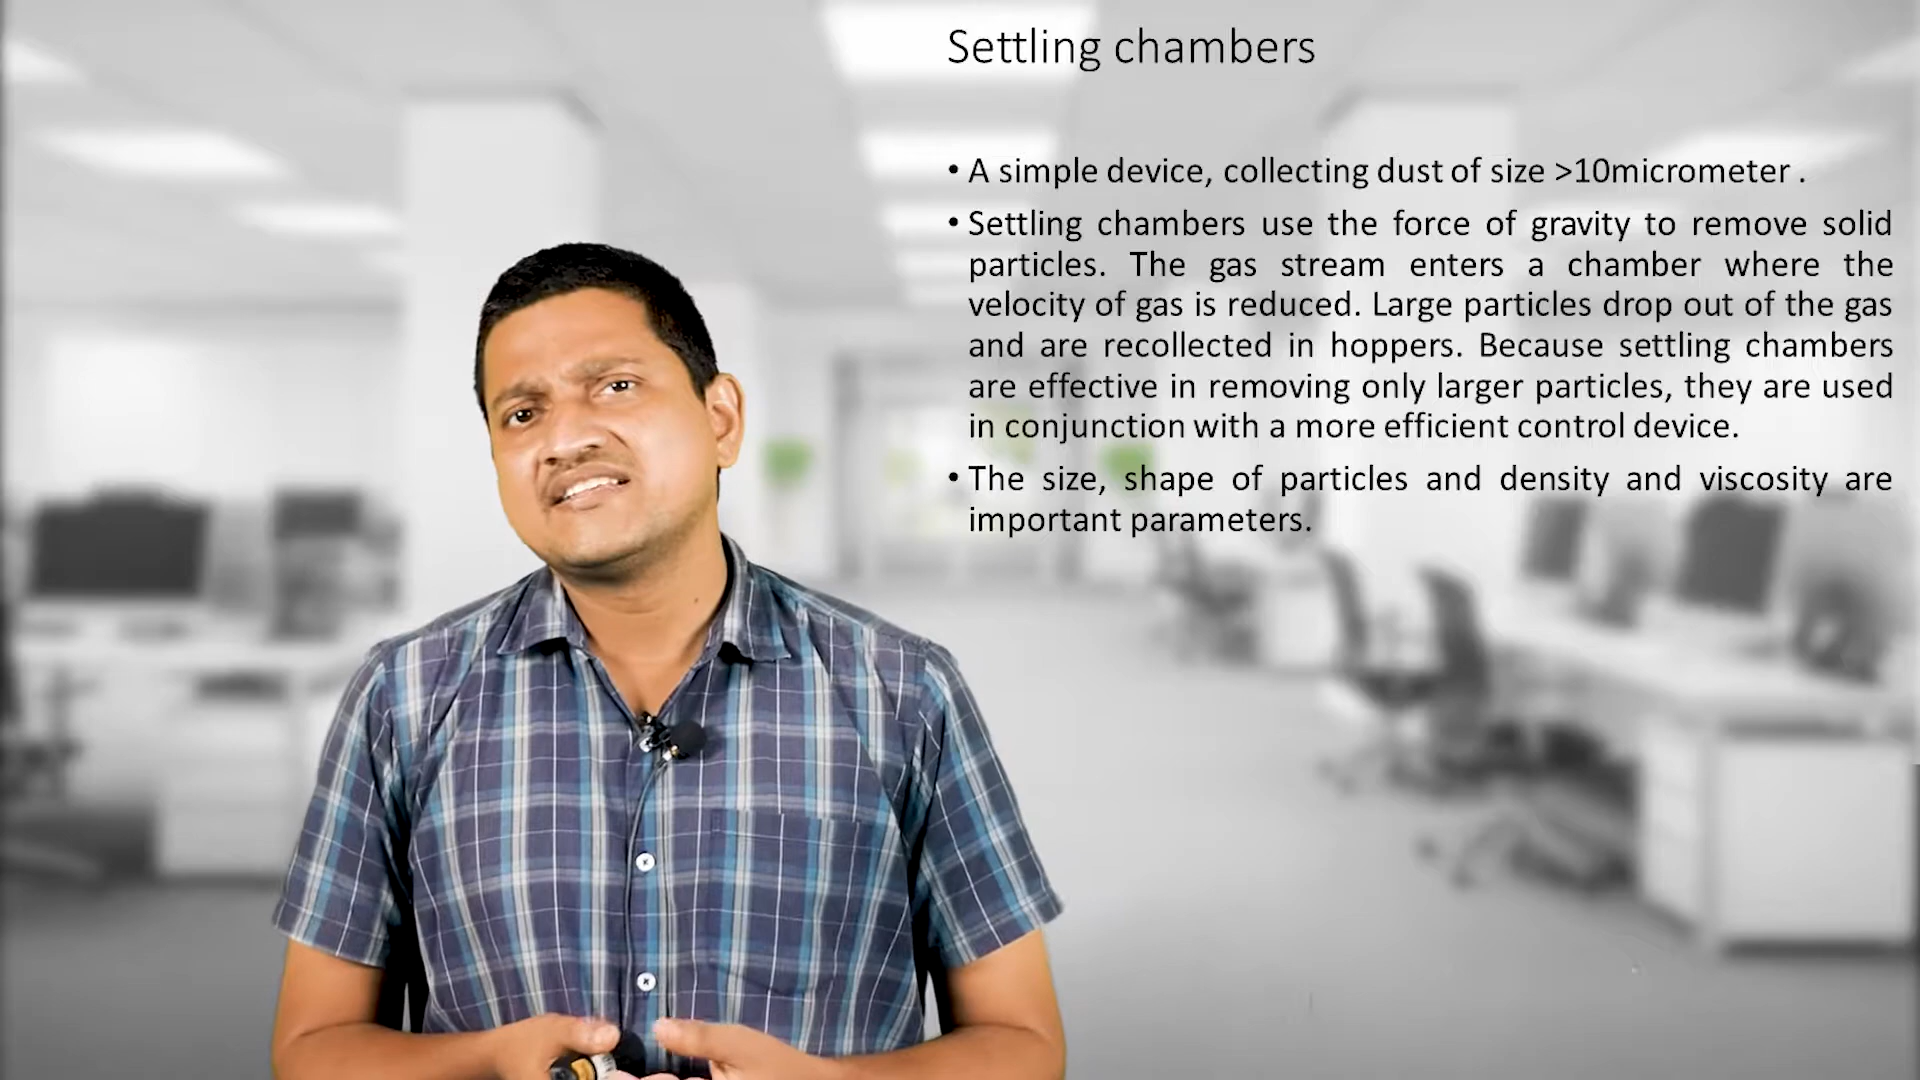 Settling chambers
• A simple device, collecting dust of size >10micrometer .
• Settling chambers use the force of gravity to remove solid
particles. The gas stream enters a chamber where the
velocity of gas is reduced. Large particles drop out of the gas
and are recollected in hoppers. Because settling chambers
are effective in removing only larger particles, they are used
in conjunction with a more efficient control device.
• The size, shape of particles and density and viscosity are
important parameters.